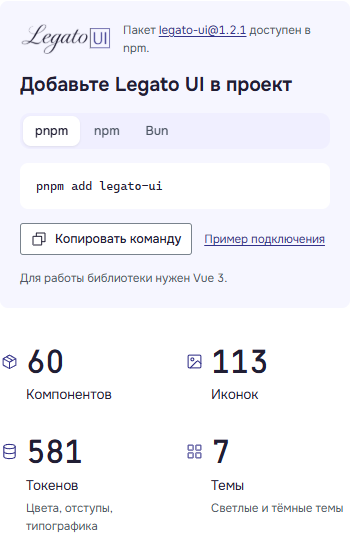 Legato UI
Пакет legato-ui@1.2.1 доступен в
npm.
Добавьте Legato UI в проект
pnpm npm Bun
pnpm add legato-ui
Копировать команду Пример подключения
Для работы библиотеки нужен Vue 3.
60 113
Компонентов Иконок
581 7
Токенов Темы
Цвета, отступы, Светлые и тёмные темы
типографика